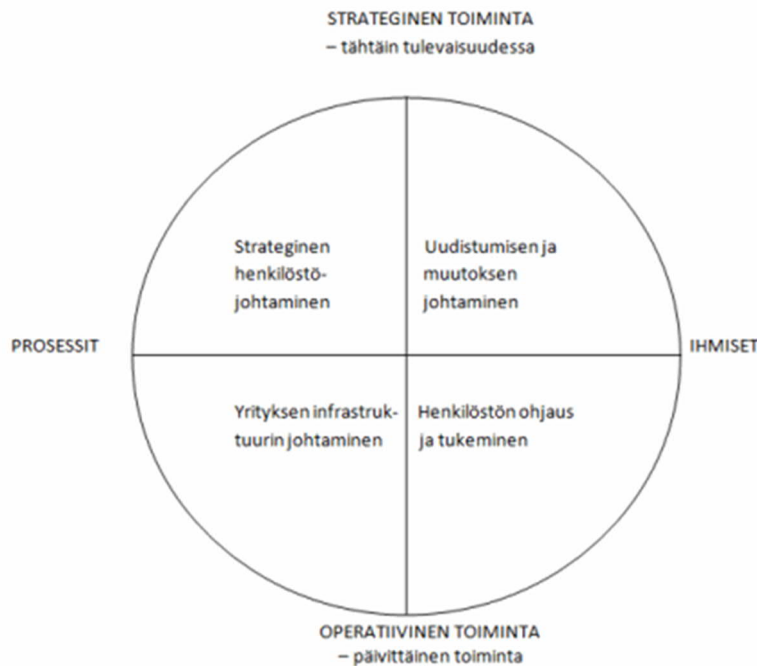 STRATEGINEN TOIMINTA
– tähtäin tulevaisuudessa
Strateginen
henkilöstö-
johtaminen
Uudistumisen ja
muutoksen
johtaminen
PROSESSIT
IHMISET
Yrityksen infrastruk-
tuurin johtaminen
Henkilöstön ohjaus
ja tukeminen
OPERATIIVINEN TOIMINTA
– päivittäinen toiminta